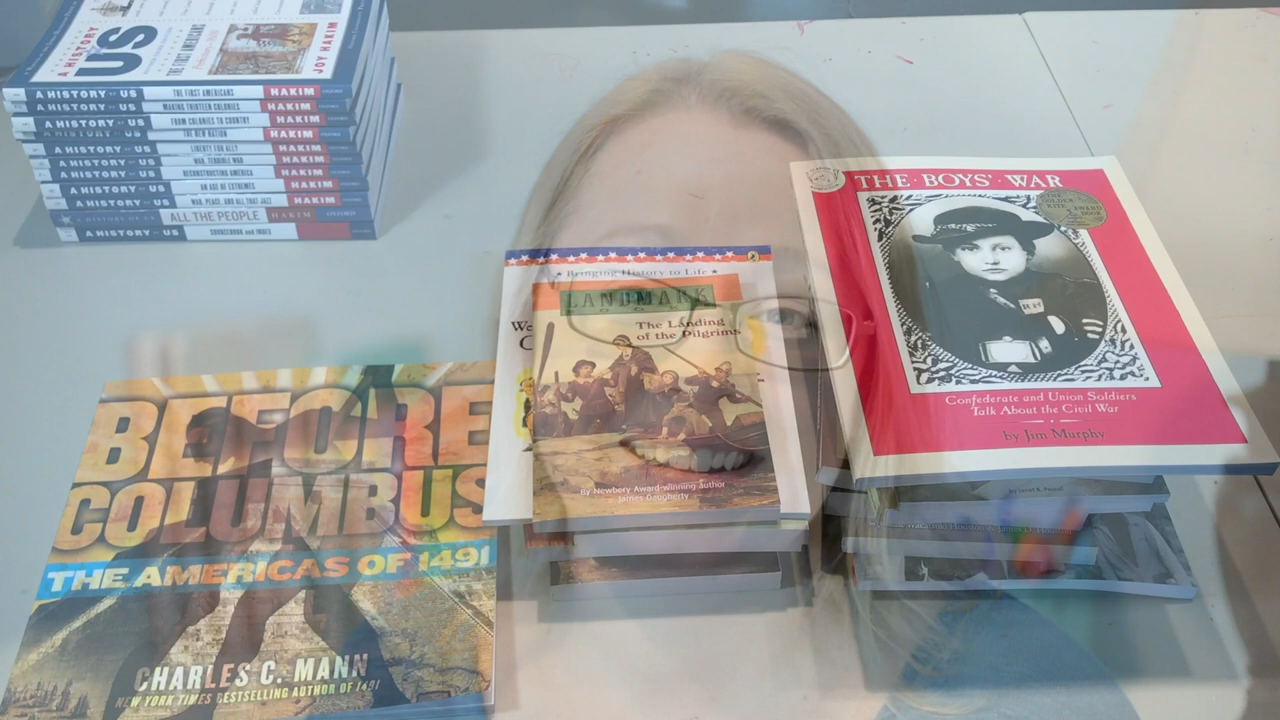 A HISTORY
US
THE FIRST AMERICANS
JOY HAKIM
A HISTORY OF US THE FIRST AMERICANS HAKIM
A HISTORY OF US MAKING THIRTEEN COLONIES HAKIM
A HISTORY OF US FROM COLONIES TO COUNTRY HAKIM
A HISTORY OF US THE NEW NATION HAKIM
A HISTORY OF US LIBERTY FOR ALL? HAKIM
A HISTORY OF US WAR, TERRIBLE WAR HAKIM
A HISTORY OF US RECONSTRUCTING AMERICA HAKIM
A HISTORY OF US AN AGE OF EXTREMES HAKIM
A HISTORY OF US WAR, PEACE, AND ALL THAT JAZZ HAKIM
A HISTORY OF US ALL THE PEOPLE HAKIM OXFORD
A HISTORY OF US SOURCEBOOK and INDEX
BEFORE
COLUMBUS
THE AMERICAS OF 1491
CHARLES C. MANN
NEW YORK TIMES BESTSELLING AUTHOR OF 1491
Bringing History to Life
LANDMARK
BOOKS
The Landing
of the Pilgrims
By Newbery Award-winning author
James Daugherty
THE·BOYS'·WAR
THE
GOLDEN
KITE AWARD
BOOK
Confederate and Union Soldiers
Talk About the Civil War
by Jim Murphy